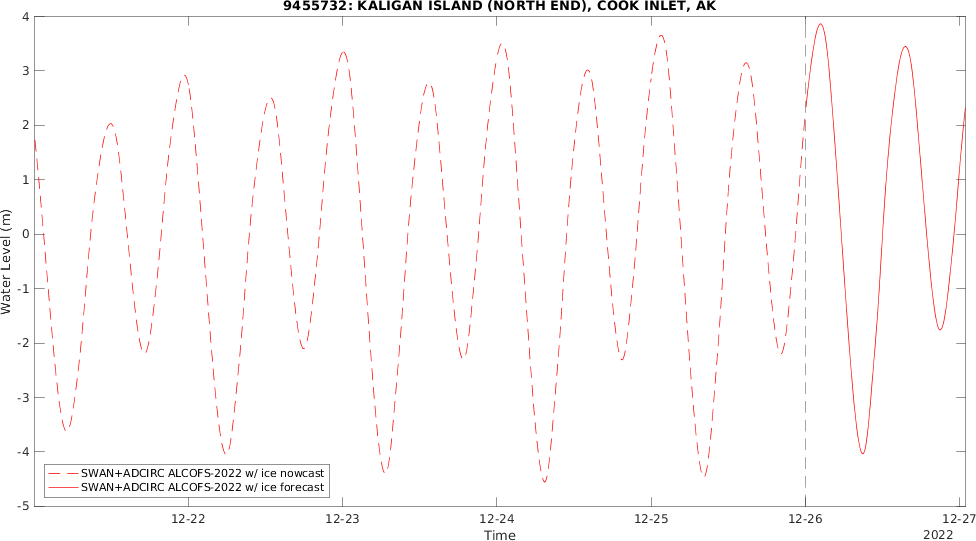 9455732: KALIGAN ISLAND (NORTH END), COOK INLET, AK
4
3
2
1
0
-1
-2
-3
-4
-5
Water Level (m)
SWAN+ADCIRC ALCOFS-2022 w/ ice nowcast
SWAN+ADCIRC ALCOFS-2022 w/ ice forecast
12-22 12-23 12-24 12-25 12-26 12-27
Time
2022